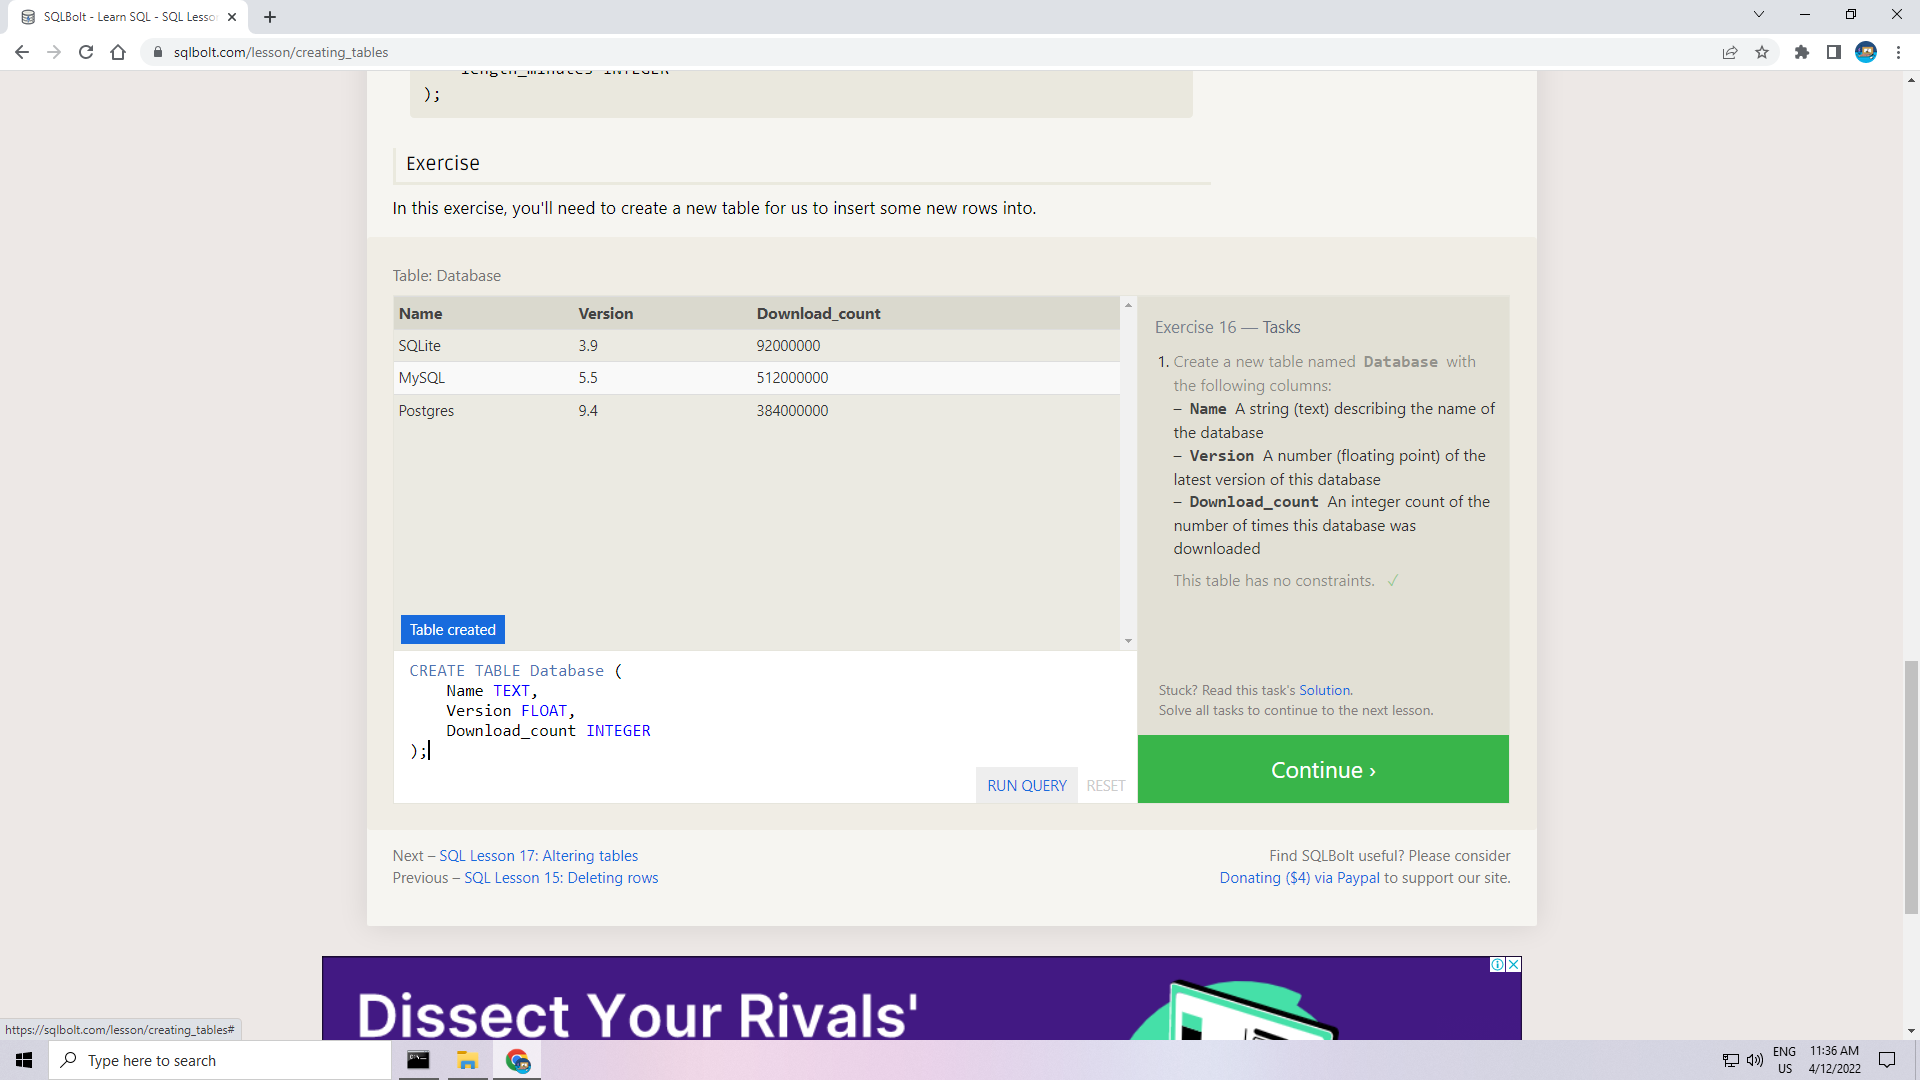 SQLBolt - Learn SQL - SQL Lesso
sqlbolt.com/lesson/creating_tables
length_minutes INTEGER
);
Exercise
In this exercise, you'll need to create a new table for us to insert some new rows into.
Table: Database
Name Version Download_count
SQLite 3.9 92000000
MySQL 5.5 512000000
Postgres 9.4 384000000
Table created
CREATE TABLE Database (
Name TEXT,
Version FLOAT,
Download_count INTEGER
);
RUN QUERY RESET
Exercise 16 — Tasks
1. Create a new table named Database with
the following columns:
– Name A string (text) describing the name of
the database
– Version A number (floating point) of the
latest version of this database
– Download_count An integer count of the
number of times this database was
downloaded
This table has no constraints. ✓
Stuck? Read this task's Solution.
Solve all tasks to continue to the next lesson.
Continue ›
Next – SQL Lesson 17: Altering tables
Previous – SQL Lesson 15: Deleting rows
Find SQLBolt useful? Please consider
Donating ($4) via Paypal to support our site.
Dissect Your Rivals'
https://sqlbolt.com/lesson/creating_tables#
Type here to search
ENG
US
11:36 AM
4/12/2022